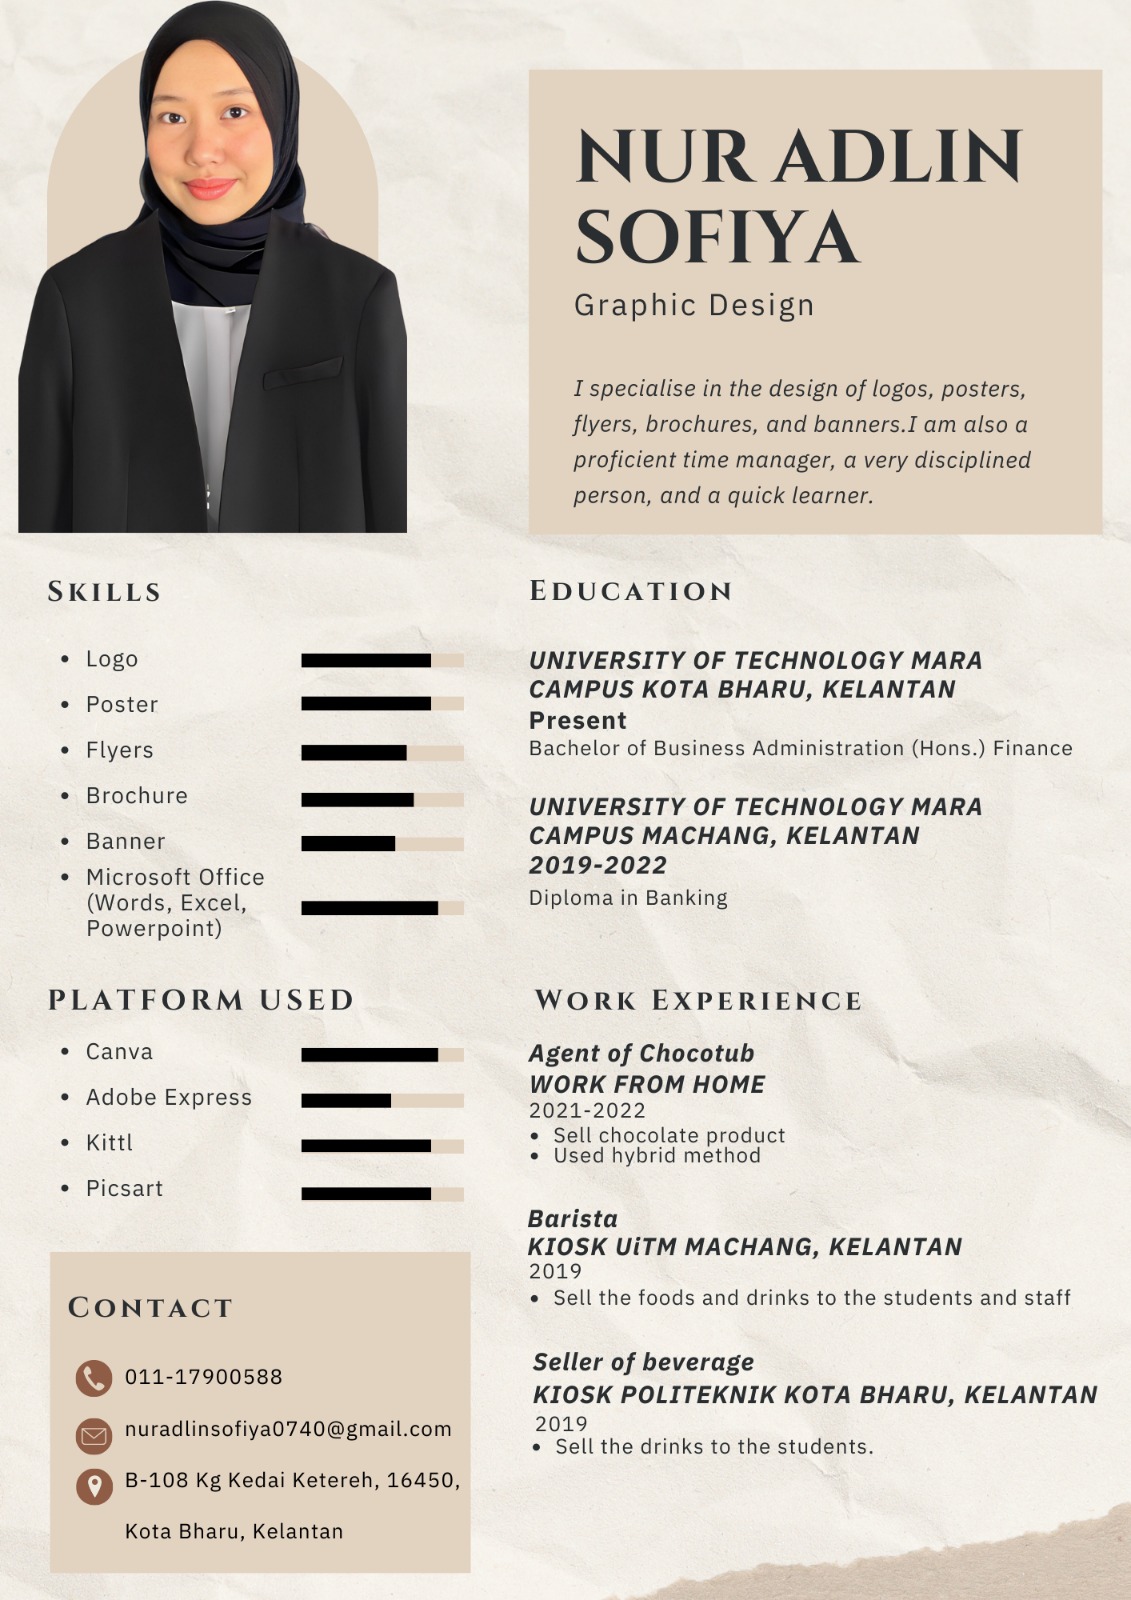 NUR ADLIN
SOFIYA
Graphic Design
I specialise in the design of logos, posters,
flyers, brochures, and banners.I am also a
proficient time manager, a very disciplined
person, and a quick learner.
SKILLS
• Logo
• Poster
• Flyers
• Brochure
• Banner
• Microsoft Office
(Words, Excel,
Powerpoint)
PLATFORM USED
• Canva
• Adobe Express
• Kittl
• Picsart
CONTACT
011-17900588
nuradlinsofiya0740@gmail.com
B-108 Kg Kedai Ketereh, 16450,
Kota Bharu, Kelantan
EDUCATION
UNIVERSITY OF TECHNOLOGY MARA
CAMPUS KOTA BHARU, KELANTAN
Present
Bachelor of Business Administration (Hons.) Finance
UNIVERSITY OF TECHNOLOGY MARA
CAMPUS MACHANG, KELANTAN
2019-2022
Diploma in Banking
WORK EXPERIENCE
Agent of Chocotub
WORK FROM HOME
2021-2022
• Sell chocolate product
• Used hybrid method
Barista
KIOSK UiTM MACHANG, KELANTAN
2019
• Sell the foods and drinks to the students and staff
Seller of beverage
KIOSK POLITEKNIK KOTA BHARU, KELANTAN
2019
• Sell the drinks to the students.